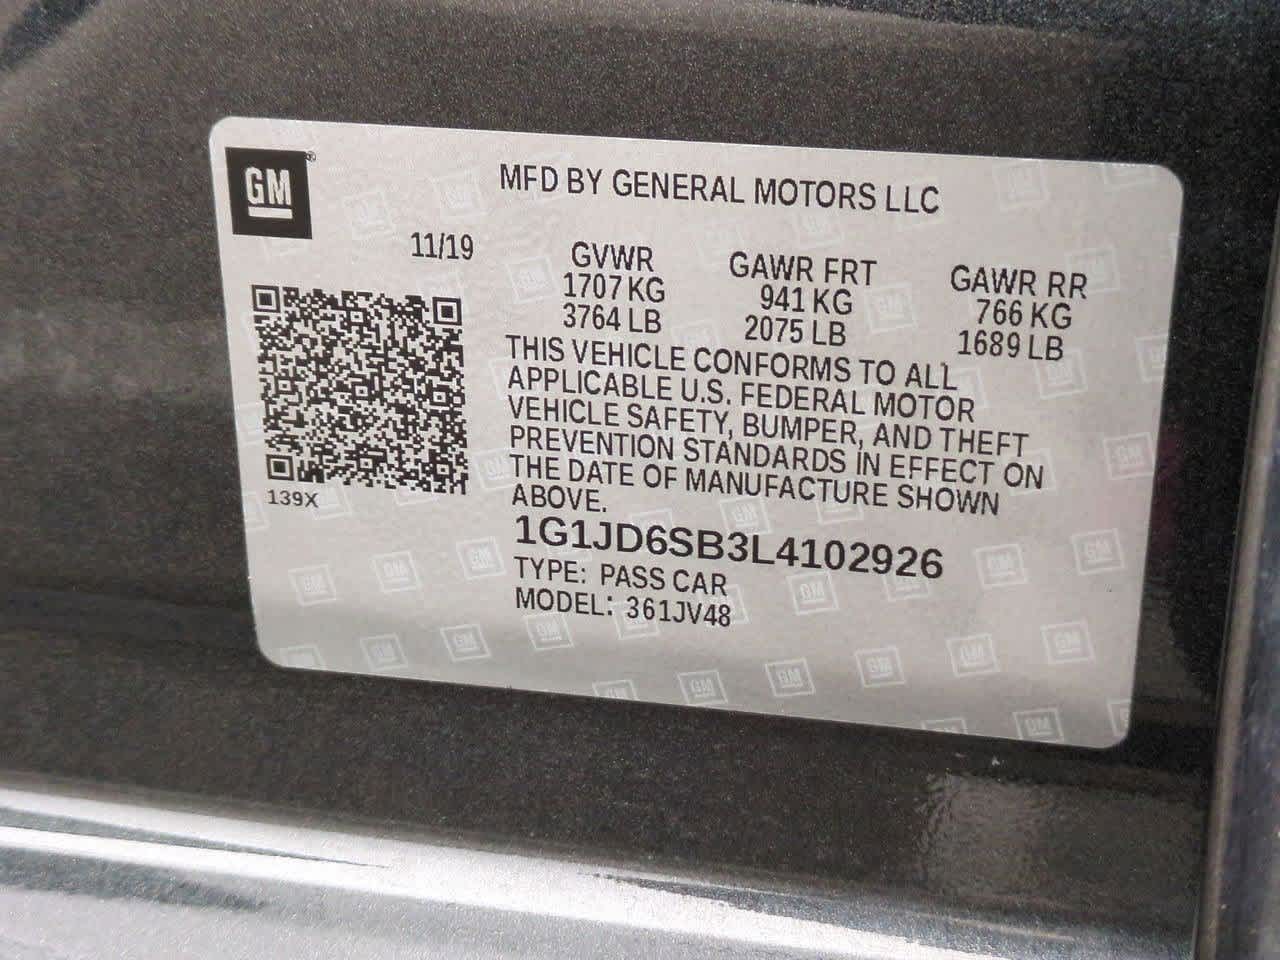 GM
MFD BY GENERAL MOTORS LLC
11/19
GVWR GAWR FRT GAWR RR
1707 KG 941 KG 766 KG
3764 LB 2075 LB 1689 LB
THIS VEHICLE CONFORMS TO ALL
APPLICABLE U.S. FEDERAL MOTOR
VEHICLE SAFETY, BUMPER, AND THEFT
PREVENTION STANDARDS IN EFFECT ON
THE DATE OF MANUFACTURE SHOWN
ABOVE.
139X
1G1JD6SB3L4102926
TYPE: PASS CAR
MODEL: 361JV48